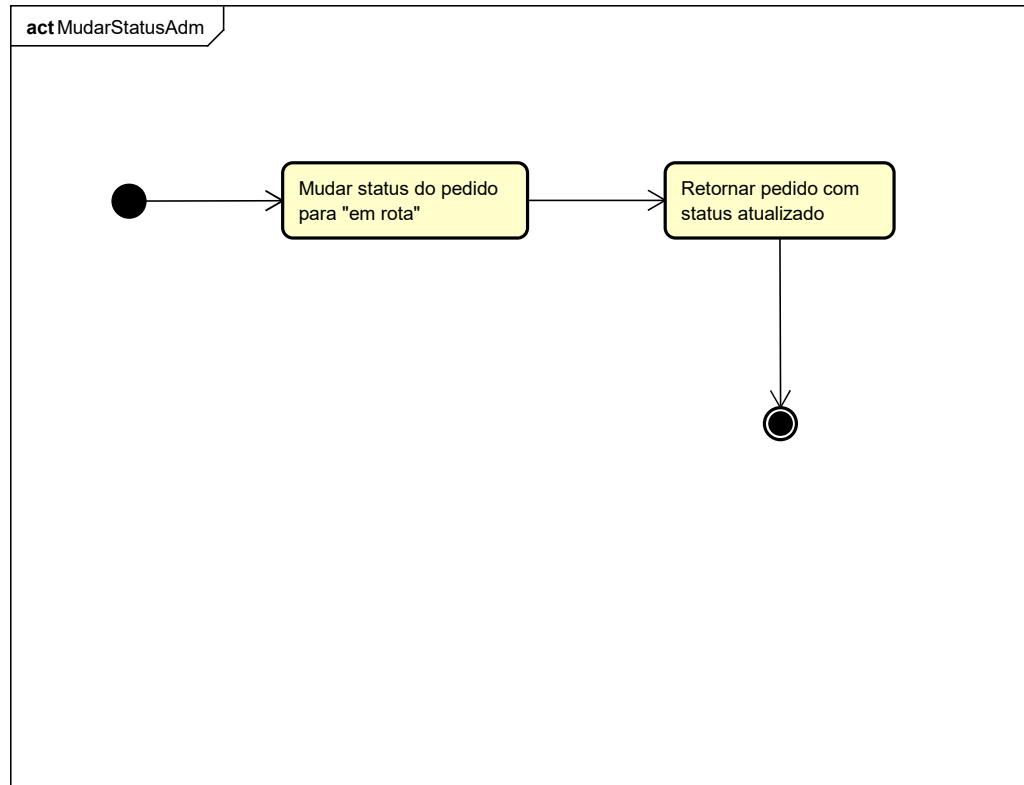 act MudarStatusAdm
Mudar status do pedido
para "em rota"
Retornar pedido com
status atualizado